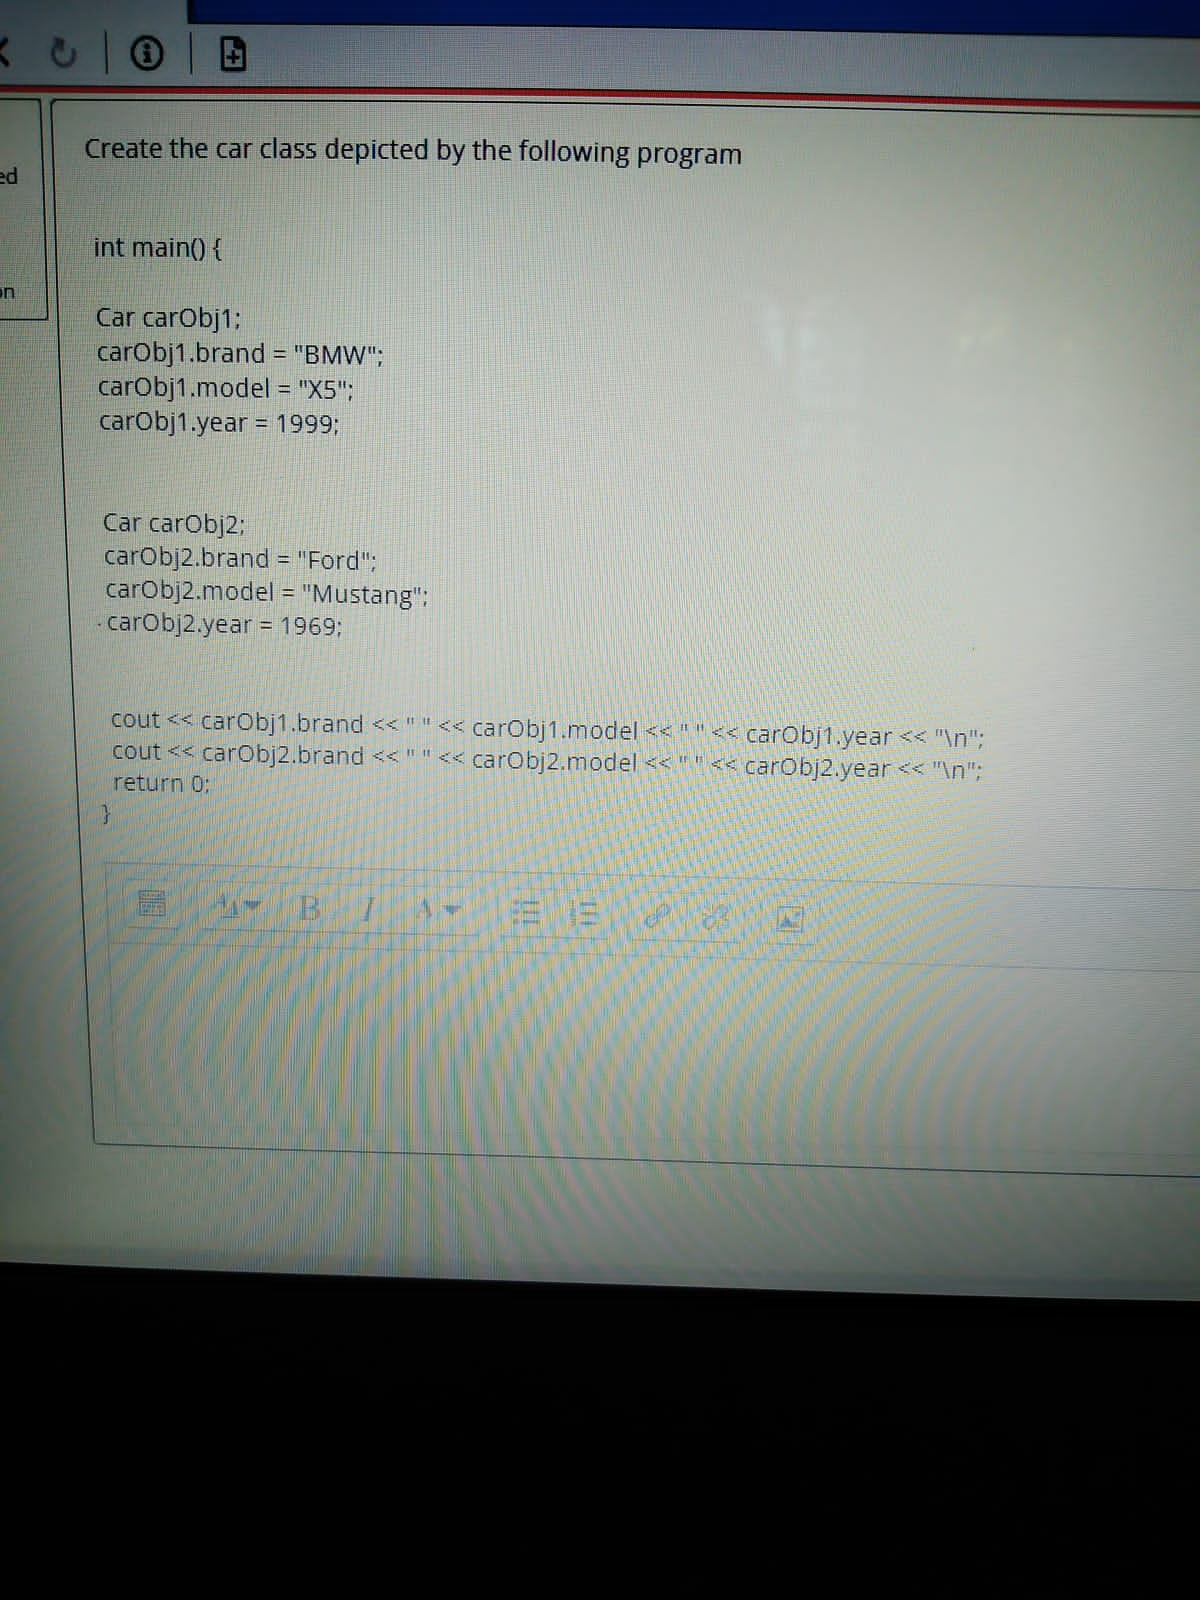 ed
on
Create the car class depicted by the following program
int main() {
Car carObj1;
carObj1.brand = "BMW";
carObj1.model = "X5";
carObj1.year = 1999;
Car carObj2;
carObj2.brand = "Ford";
carObj2.model = "Mustang";
carObj2.year = 1969;
cout << carObj1.brand << " " << carObj1.model << " " << carObj1.year << "\n";
cout << carObj2.brand << " " << carObj2.model << " " << carObj2.year << "\n";
return 0;
}
B I A